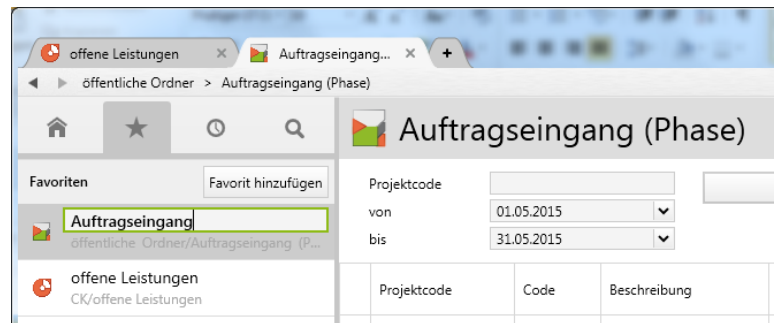 offene Leistungen × Auftragseingang... × +
öffentliche Ordner > Auftragseingang (Phase)
Auftragseingang (Phase)
Favoriten Favorit hinzufügen
Auftragseingang
öffentliche Ordner/Auftragseingang (P...
offene Leistungen
CK/offene Leistungen
Projektcode
von 01.05.2015
bis 31.05.2015
Projektcode Code Beschreibung